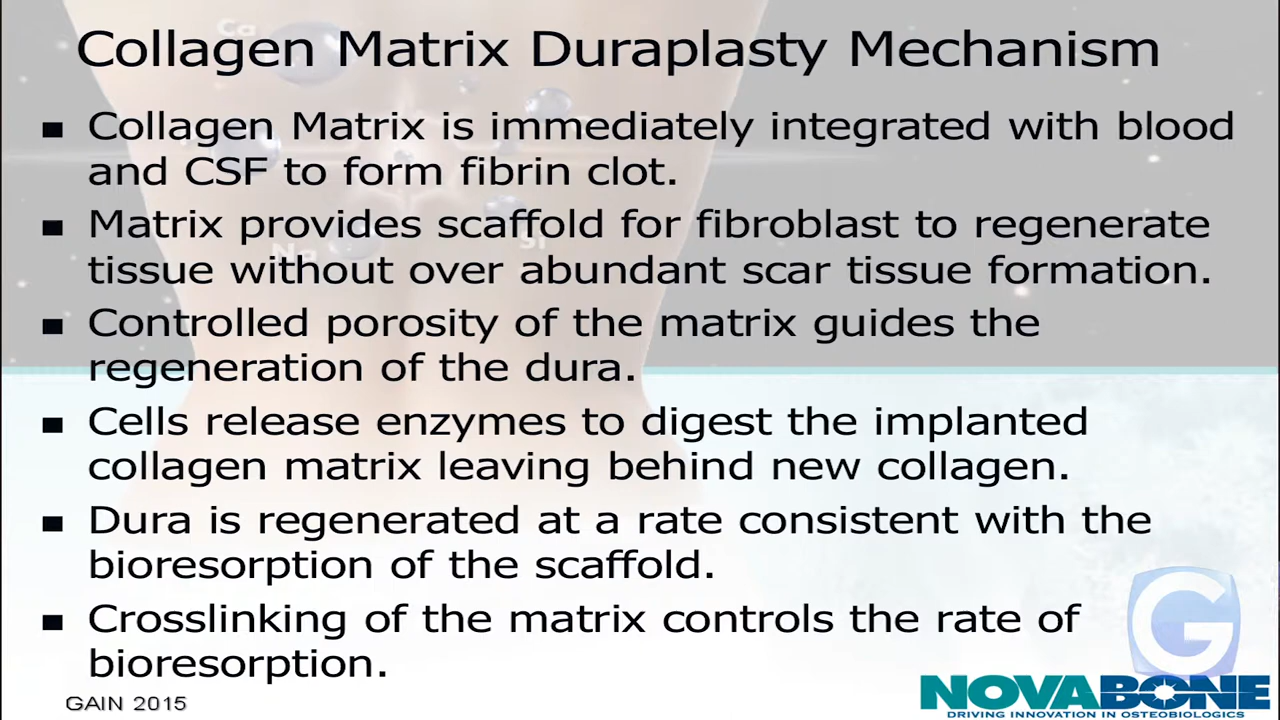 Collagen Matrix Duraplasty Mechanism
Ca
▪ Collagen Matrix is immediately integrated with blood
and CSF to form fibrin clot.
▪ Matrix provides scaffold for fibroblast to regenerate
Na
Si
tissue without over abundant scar tissue formation.
▪ Controlled porosity of the matrix guides the
regeneration of the dura.
▪ Cells release enzymes to digest the implanted
collagen matrix leaving behind new collagen.
▪ Dura is regenerated at a rate consistent with the
bioresorption of the scaffold.
▪ Crosslinking of the matrix controls the rate of
bioresorption.
G
GAIN 2015
NOVABONE
DRIVING INNOVATION IN OSTEOBIOLOGICS